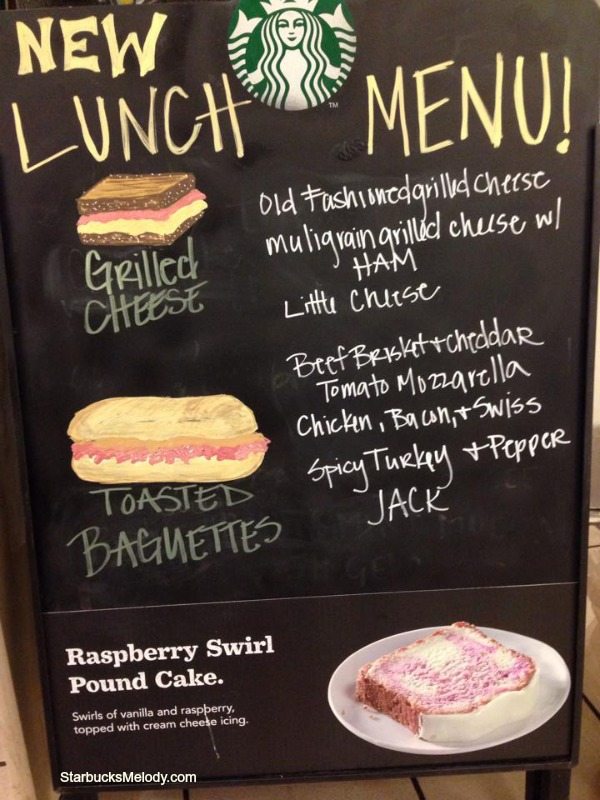 NEW
LUNCH MENU!
TM
Grilled
CHEESE
Old Fashioned grilled cheese
muligrain grilled cheese w/
HAM
Little Cheese
TOASTED
BAGUETTES
Beef Brisket + cheddar
Tomato Mozzarella
Chicken, Bacon, + Swiss
Spicy Turkey + Pepper
JACK
Raspberry Swirl
Pound Cake.
Swirls of vanilla and raspberry,
topped with cream cheese icing.
StarbucksMelody.com